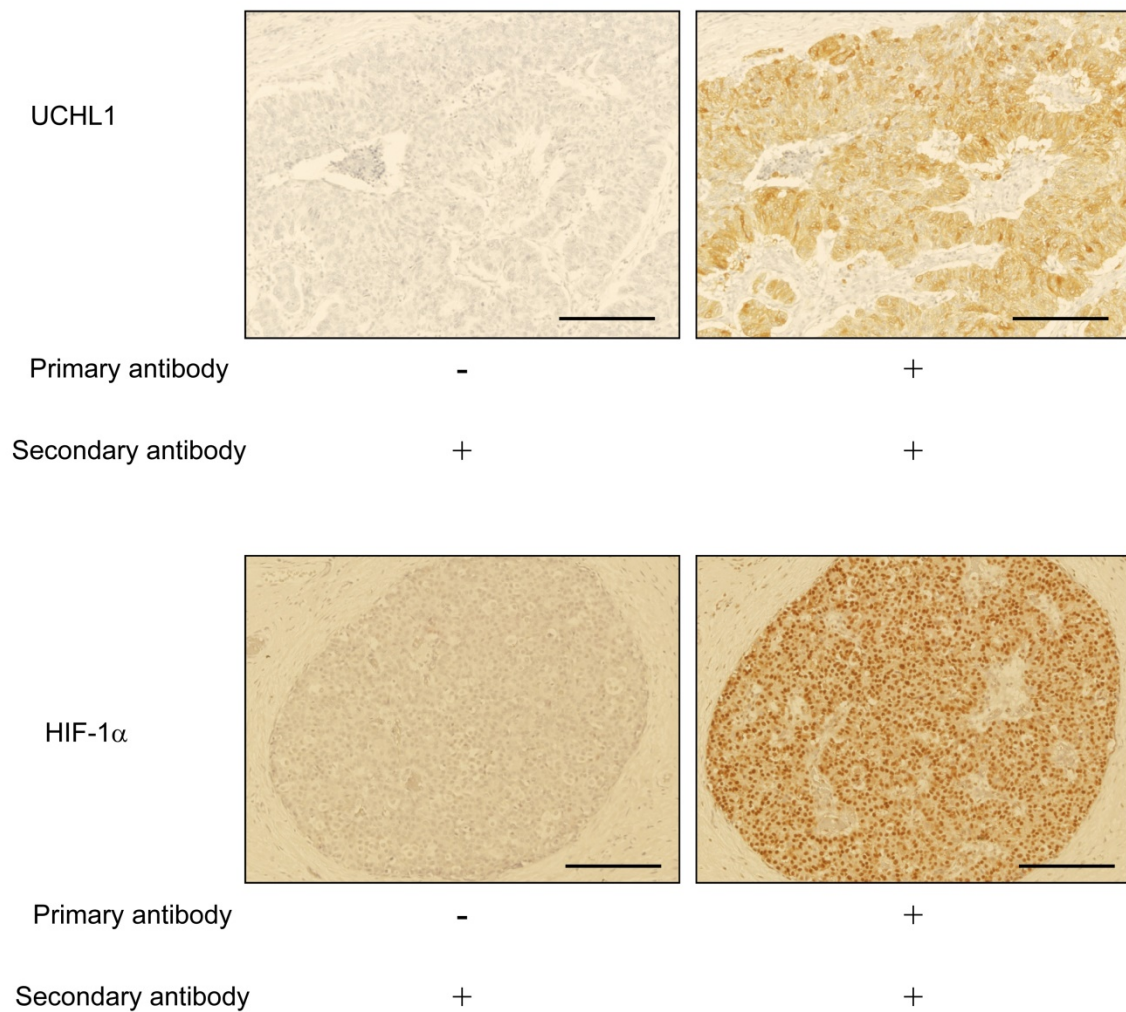 UCHL1
Primary antibody - +
Secondary antibody + +
HIF-1α
Primary antibody - +
Secondary antibody + +